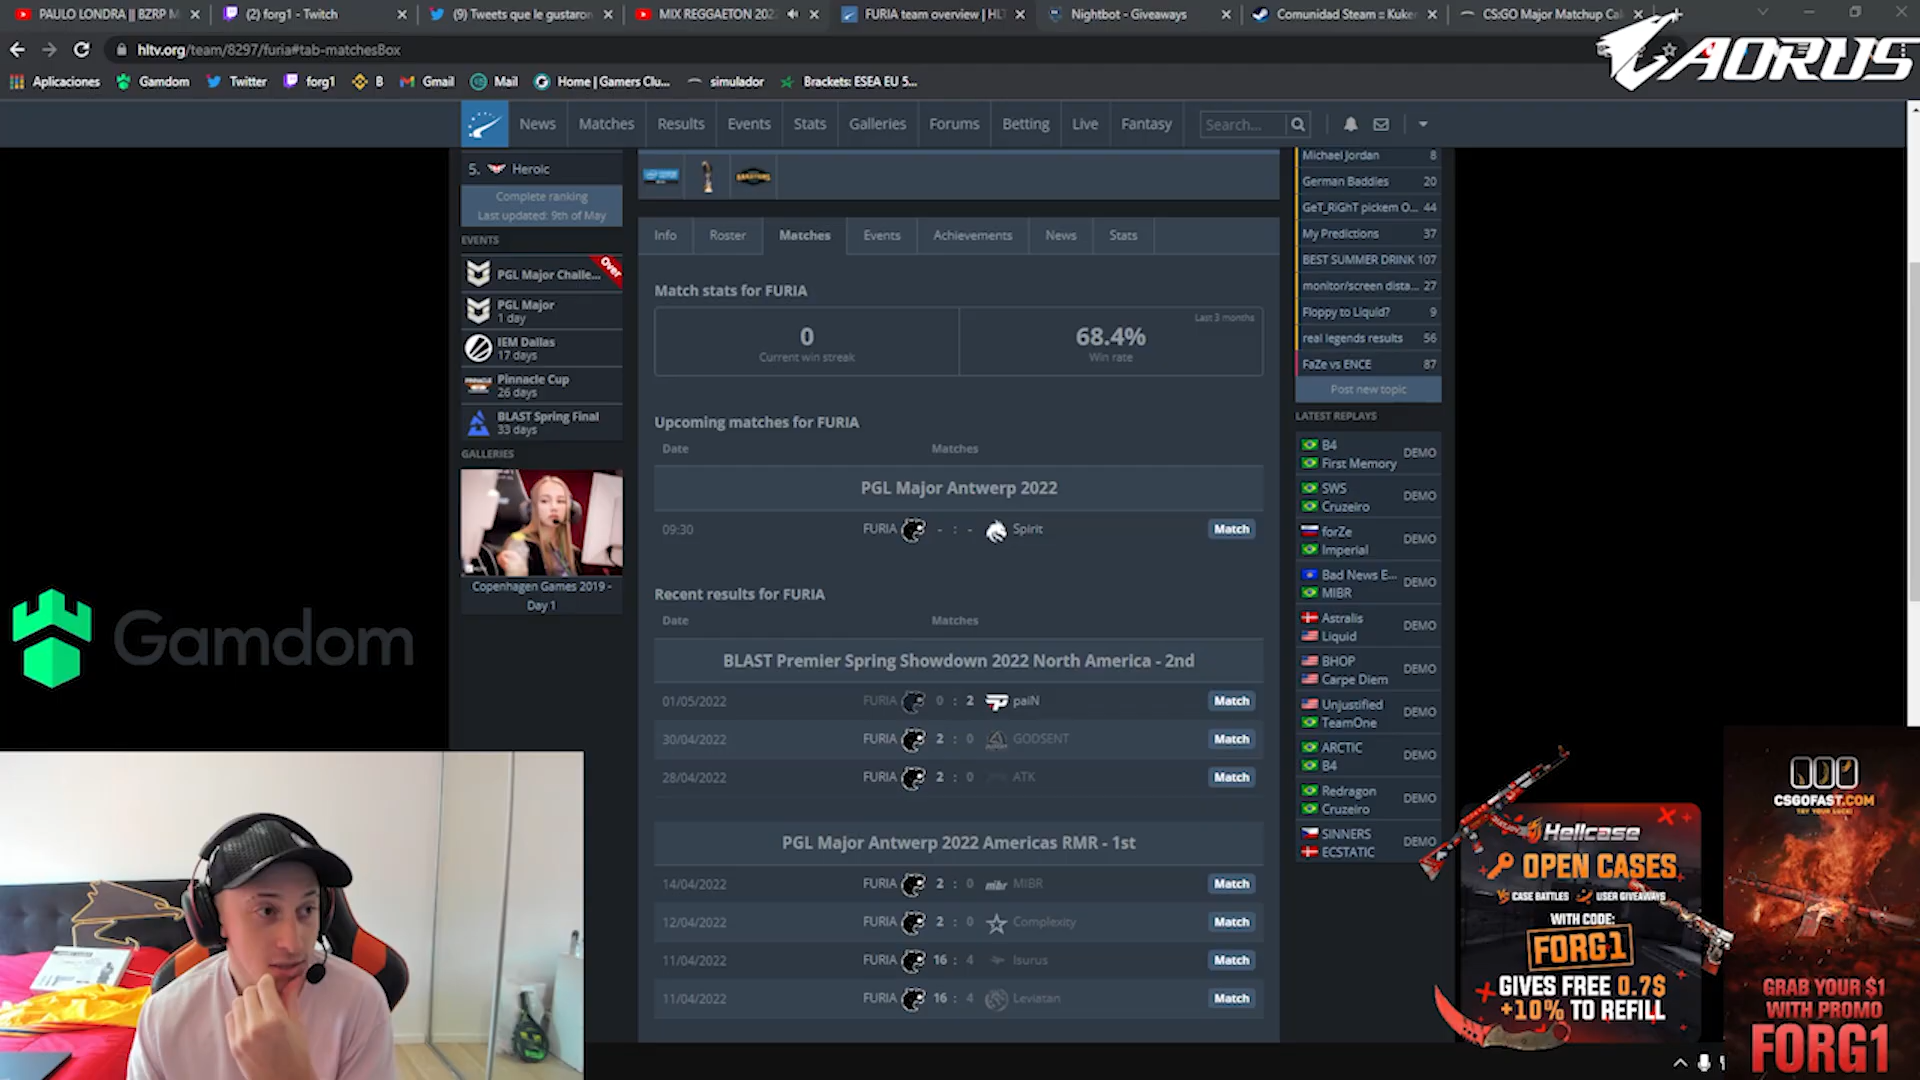 PAULO LONDRA || BZRP M
(2) forg1 - Twitch
(9) Tweets que le gustaron
MIX REGGAETON 202
FURIA team overview | HLT
Nightbot - Giveaways
Comunidad Steam :: Kuker
CS:GO Major Matchup Cal
hltv.org/team/8297/furia#tab-matchesBox
AORUS
Aplicaciones
Gamdom
Twitter
forg1
B
Gmail
Mail
Home | Gamers Clu...
simulador
Brackets: ESEA EU 5...
News
Matches
Results
Events
Stats
Galleries
Forums
Betting
Live
Fantasy
Search...
5. Heroic
Complete ranking
Last updated: 9th of May
EVENTS
PGL Major Challe...
Over
PGL Major
1 day
IEM Dallas
17 days
Pinnacle Cup
26 days
BLAST Spring Final
33 days
GALLERIES
Copenhagen Games 2019 -
Day 1
Gamdom
Info
Roster
Matches
Events
Achievements
News
Stats
Match stats for FURIA
0
Current win streak
Last 3 months
68.4%
Win rate
Upcoming matches for FURIA
Date
Matches
PGL Major Antwerp 2022
09:30 FURIA - : - Spirit Match
Recent results for FURIA
Date
Matches
BLAST Premier Spring Showdown 2022 North America - 2nd
01/05/2022 FURIA 0 : 2 paiN Match
30/04/2022 FURIA 2 : 0 GODSENT Match
28/04/2022 FURIA 2 : 0 ATK Match
PGL Major Antwerp 2022 Americas RMR - 1st
14/04/2022 FURIA 2 : 0 mibr MIBR Match
12/04/2022 FURIA 2 : 0 Complexity Match
11/04/2022 FURIA 16 : 4 Isurus Match
11/04/2022 FURIA 16 : 4 Leviatan Match
Michael Jordan 8
German Baddies 20
GeT_RiGhT pickem O... 44
My Predictions 37
BEST SUMMER DRINK 107
monitor/screen dista... 27
Floppy to Liquid? 9
real legends results 56
FaZe vs ENCE 87
Post new topic
LATEST REPLAYS
B4
First Memory
DEMO
SWS
Cruzeiro
DEMO
forZe
Imperial
DEMO
Bad News E...
MIBR
DEMO
Astralis
Liquid
DEMO
BHOP
Carpe Diem
DEMO
Unjustified
TeamOne
DEMO
ARCTIC
B4
DEMO
Redragon
Cruzeiro
DEMO
SINNERS
ECSTATIC
DEMO
Hellcase
OPEN CASES
VS CASE BATTLES
USER GIVEAWAYS
WITH CODE:
FORG1
GIVES FREE 0.7$
+10% TO REFILL
CSGOFAST.COM
TRY YOUR LUCK!
GRAB YOUR $1
WITH PROMO
FORG1